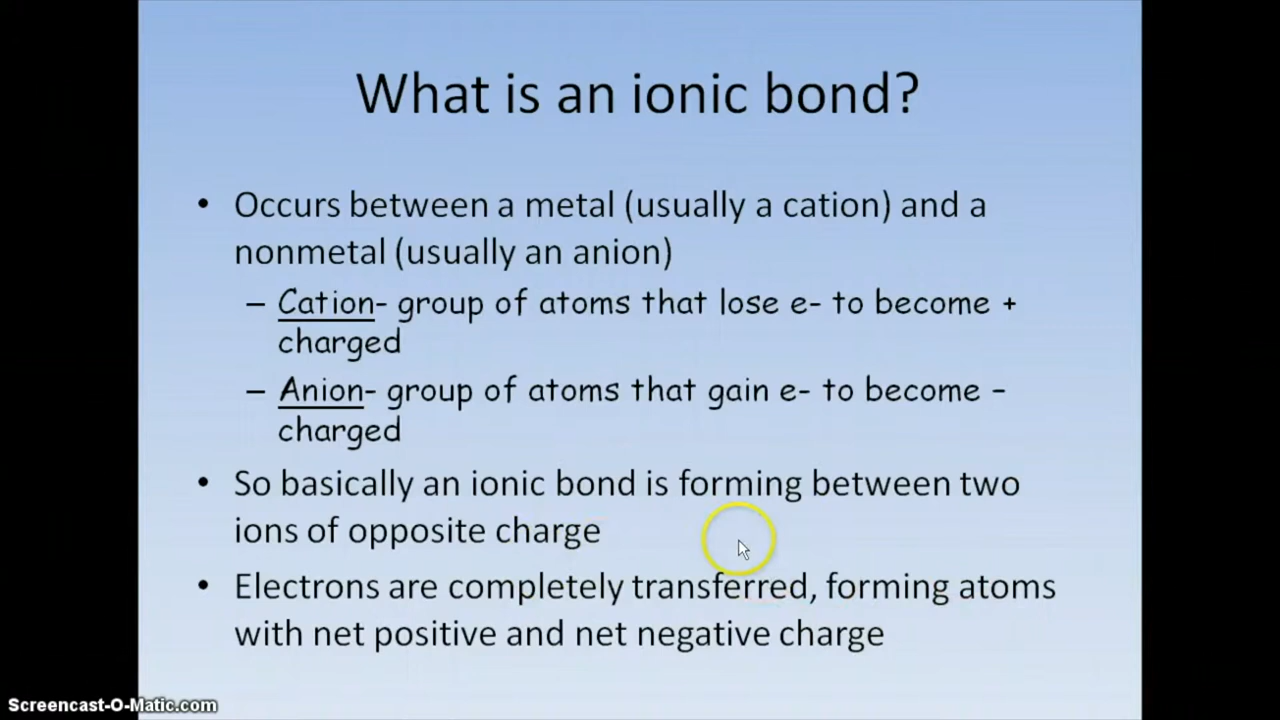 What is an ionic bond?
• Occurs between a metal (usually a cation) and a
nonmetal (usually an anion)
– Cation- group of atoms that lose e- to become +
charged
– Anion- group of atoms that gain e- to become –
charged
• So basically an ionic bond is forming between two
ions of opposite charge
• Electrons are completely transferred, forming atoms
with net positive and net negative charge
Screencast-O-Matic.com